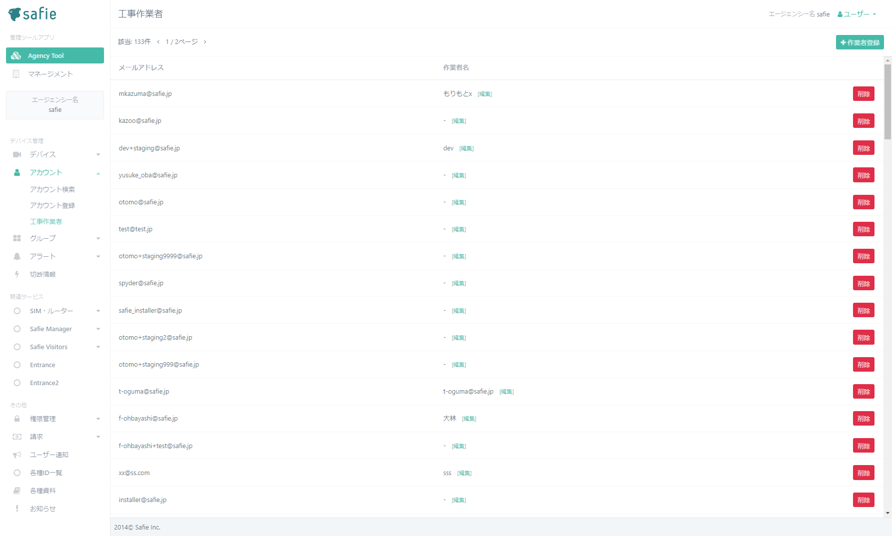 safie
管理ツールアプリ
Agency Tool
マネージメント
エージェンシー名
safie
デバイス管理
デバイス
アカウント
アカウント検索
アカウント登録
工事作業者
グループ
アラート
切断情報
関連サービス
SIM・ルーター
Safie Manager
Safie Visitors
Entrance
Entrance2
その他
権限管理
請求
ユーザー通知
各種ID一覧
各種資料
お知らせ
工事作業者
エージェンシー名 safie ユーザー
該当: 133件 < 1 / 2ページ >
+作業者登録
メールアドレス 作業者名
mkazuma@safie.jp もりもとx [編集] 削除
kazoo@safie.jp - [編集] 削除
dev+staging@safie.jp dev [編集] 削除
yusuke_oba@safie.jp - [編集] 削除
otomo@safie.jp - [編集] 削除
test@test.jp - [編集] 削除
otomo+staging9999@safie.jp - [編集] 削除
spyder@safie.jp - [編集] 削除
safie_installer@safie.jp - [編集] 削除
otomo+staging2@safie.jp - [編集] 削除
otomo+staging999@safie.jp - [編集] 削除
t-oguma@safie.jp t-oguma@safie.jp [編集] 削除
f-ohbayashi@safie.jp 大林 [編集] 削除
f-ohbayashi+test@safie.jp - [編集] 削除
xx@ss.com sss [編集] 削除
installer@safie.jp - [編集] 削除
2014© Safie Inc.